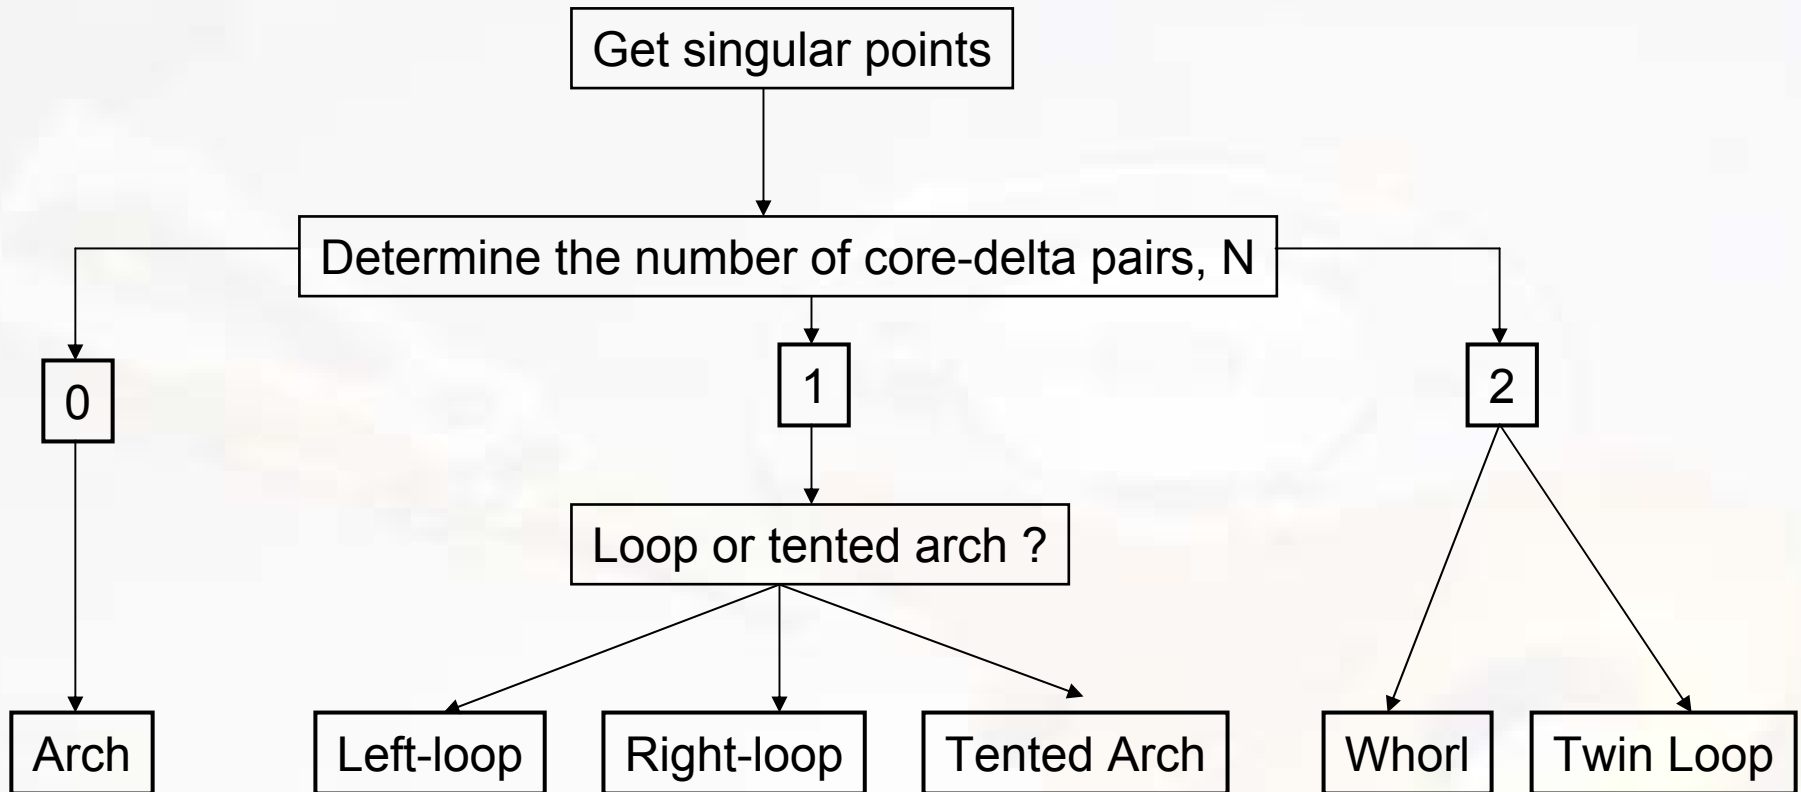 Get singular points
Determine the number of core-delta pairs, N
0
1
2
Loop or tented arch ?
Arch
Left-loop
Right-loop
Tented Arch
Whorl
Twin Loop